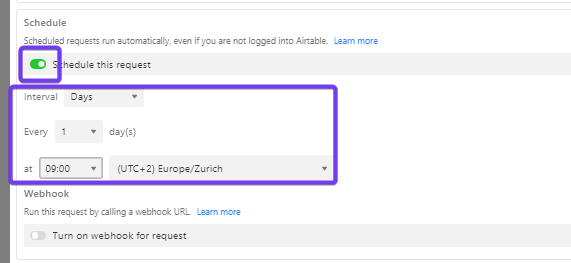 Schedule
Scheduled requests run automatically, even if you are not logged into Airtable. Learn more
Schedule this request
Interval Days
Every 1 day(s)
at 09:00 (UTC+2) Europe/Zurich
Webhook
Run this request by calling a webhook URL. Learn more
Turn on webhook for request